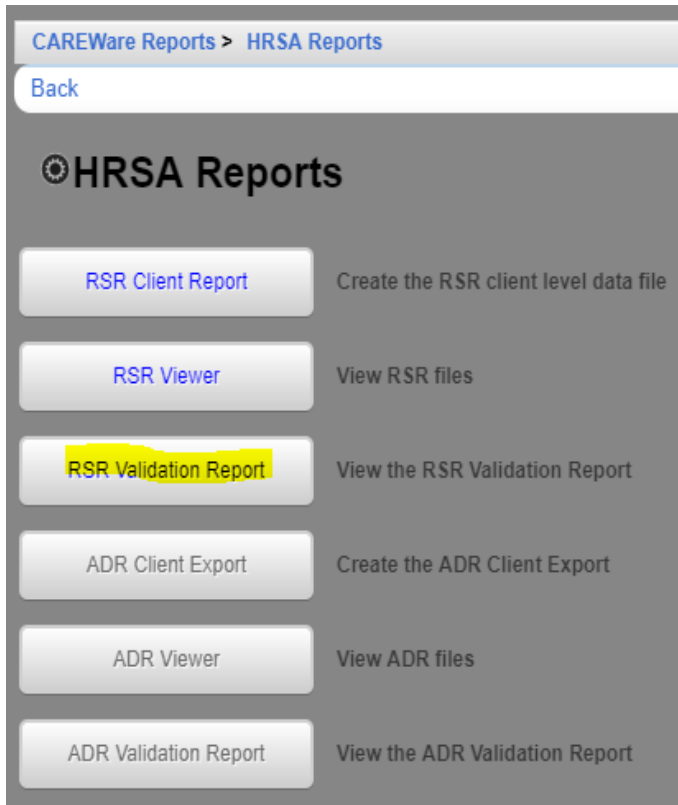 CAREWare Reports > HRSA Reports
Back
HRSA Reports
RSR Client Report Create the RSR client level data file
RSR Viewer View RSR files
RSR Validation Report View the RSR Validation Report
ADR Client Export Create the ADR Client Export
ADR Viewer View ADR files
ADR Validation Report View the ADR Validation Report